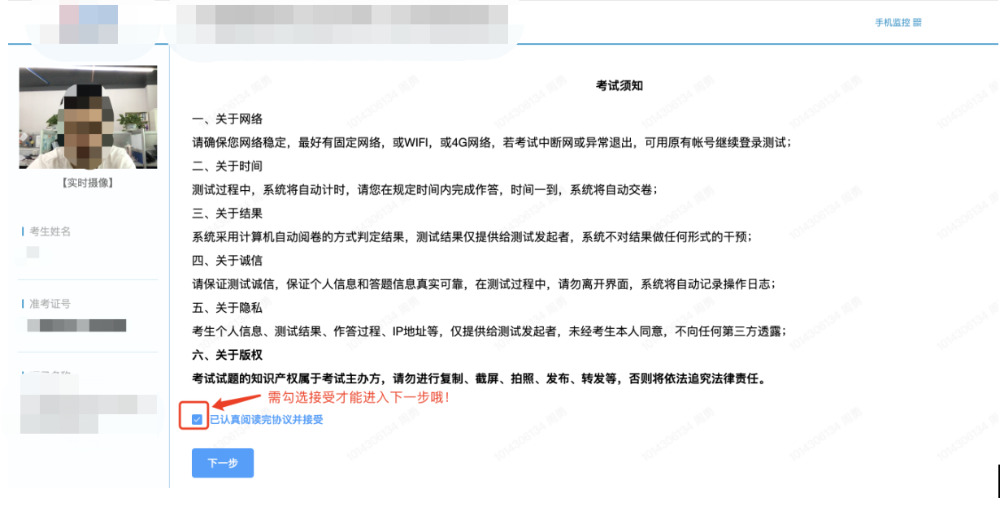 手机监控
考试须知
一、关于网络
请确保您网络稳定，最好有固定网络，或WIFI，或4G网络，若考试中断网或异常退出，可用原有帐号继续登录测试；
【实时摄像】
二、关于时间
测试过程中，系统将自动计时，请您在规定时间内完成作答，时间一到，系统将自动交卷；
三、关于结果
考生姓名
系统采用计算机自动阅卷的方式判定结果，测试结果仅提供给测试发起者，系统不对结果做任何形式的干预；
四、关于诚信
请保证测试诚信，保证个人信息和答题信息真实可靠，在测试过程中，请勿离开界面，系统将自动记录操作日志；
准考证号
五、关于隐私
考生个人信息、测试结果、作答过程、IP地址等，仅提供给测试发起者，未经考生本人同意，不向任何第三方透露；
六、关于版权
考试试题的知识产权属于考试主办方，请勿进行复制、截屏、拍照、发布、转发等，否则将依法追究法律责任。
需勾选接受才能进入下一步哦！
已认真阅读完协议并接受
下一步